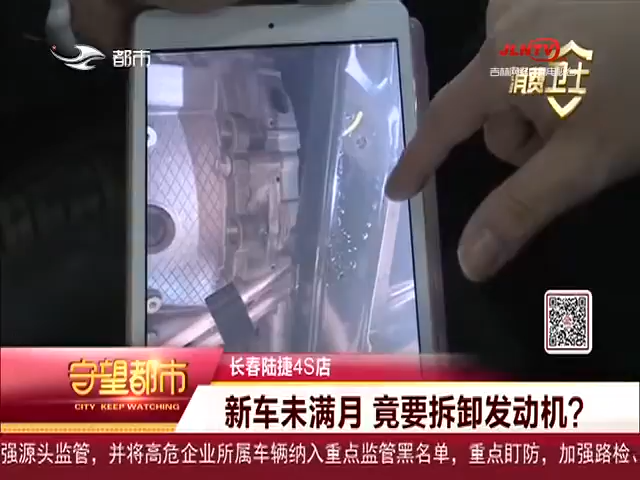 都市
JLNTV
消费卫士
守望都市
CITY KEEP WATCHING
长春陆捷4S店
新车未满月 竟要拆卸发动机?
强源头监管，并将高危企业所属车辆纳入重点监管黑名单，重点盯防，加强路检、